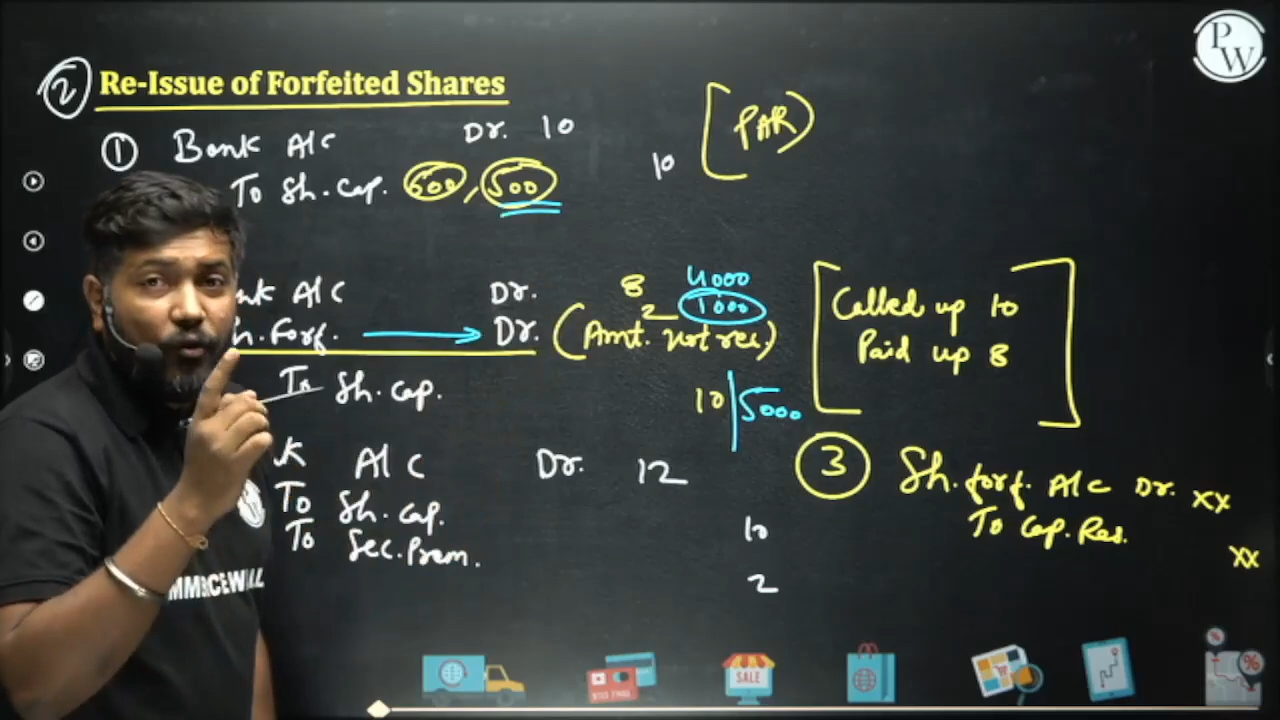 PW
2 Re-Issue of Forfeited Shares
[PAR)
① Bank A/C Dr. 10
To Sh. Cap. 600, 500 10
nk A/C Dr. 8 4000
h. Forf. → Dr. (Amt. not rec.) 2 1000
To Sh. Cap. 10 | 5000
[Called up 10
Paid up 8]
k A/C Dr. 12
To Sh. Cap. 10
To Sec. Prem. 2
③ Sh. forf. A/C Dr. xx
To Cap. Res. xx
MMERCEWALL
SALE
%
%